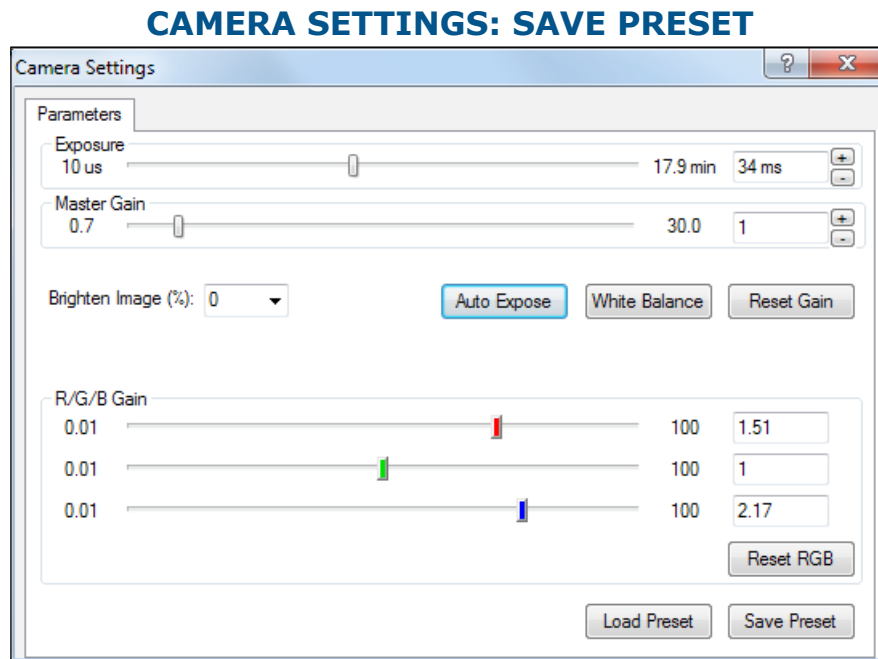 CAMERA SETTINGS: SAVE PRESET
Camera Settings
?
X
Parameters
Exposure
10 us 17.9 min 34 ms + -
Master Gain
0.7 30.0 1 + -
Brighten Image (%): 0 Auto Expose White Balance Reset Gain
R/G/B Gain
0.01 100 1.51
0.01 100 1
0.01 100 2.17
Reset RGB
Load Preset Save Preset